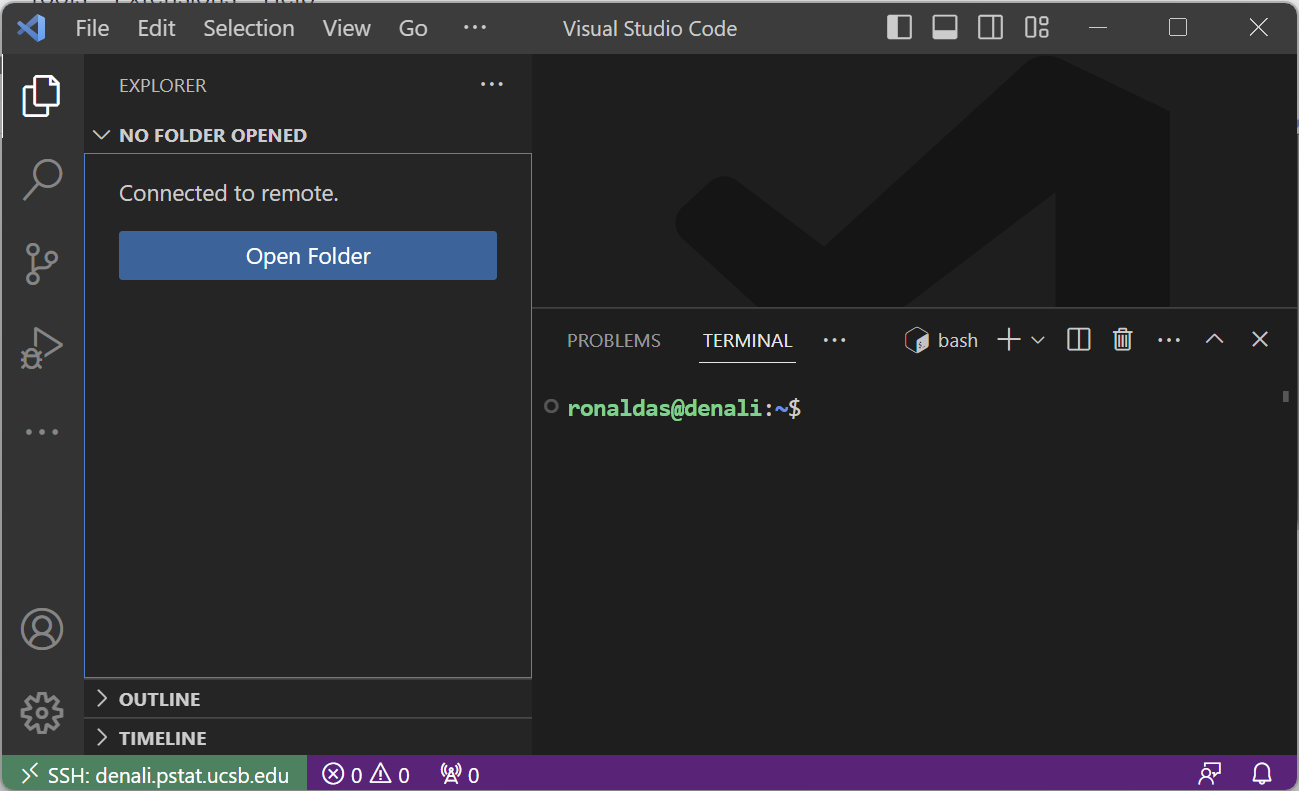 File Edit Selection View Go ··· Visual Studio Code
EXPLORER ···
NO FOLDER OPENED
Connected to remote.
Open Folder
PROBLEMS TERMINAL ··· bash ···
ronaldas@denali:~$
OUTLINE
TIMELINE
SSH: denali.pstat.ucsb.edu 0 0 0